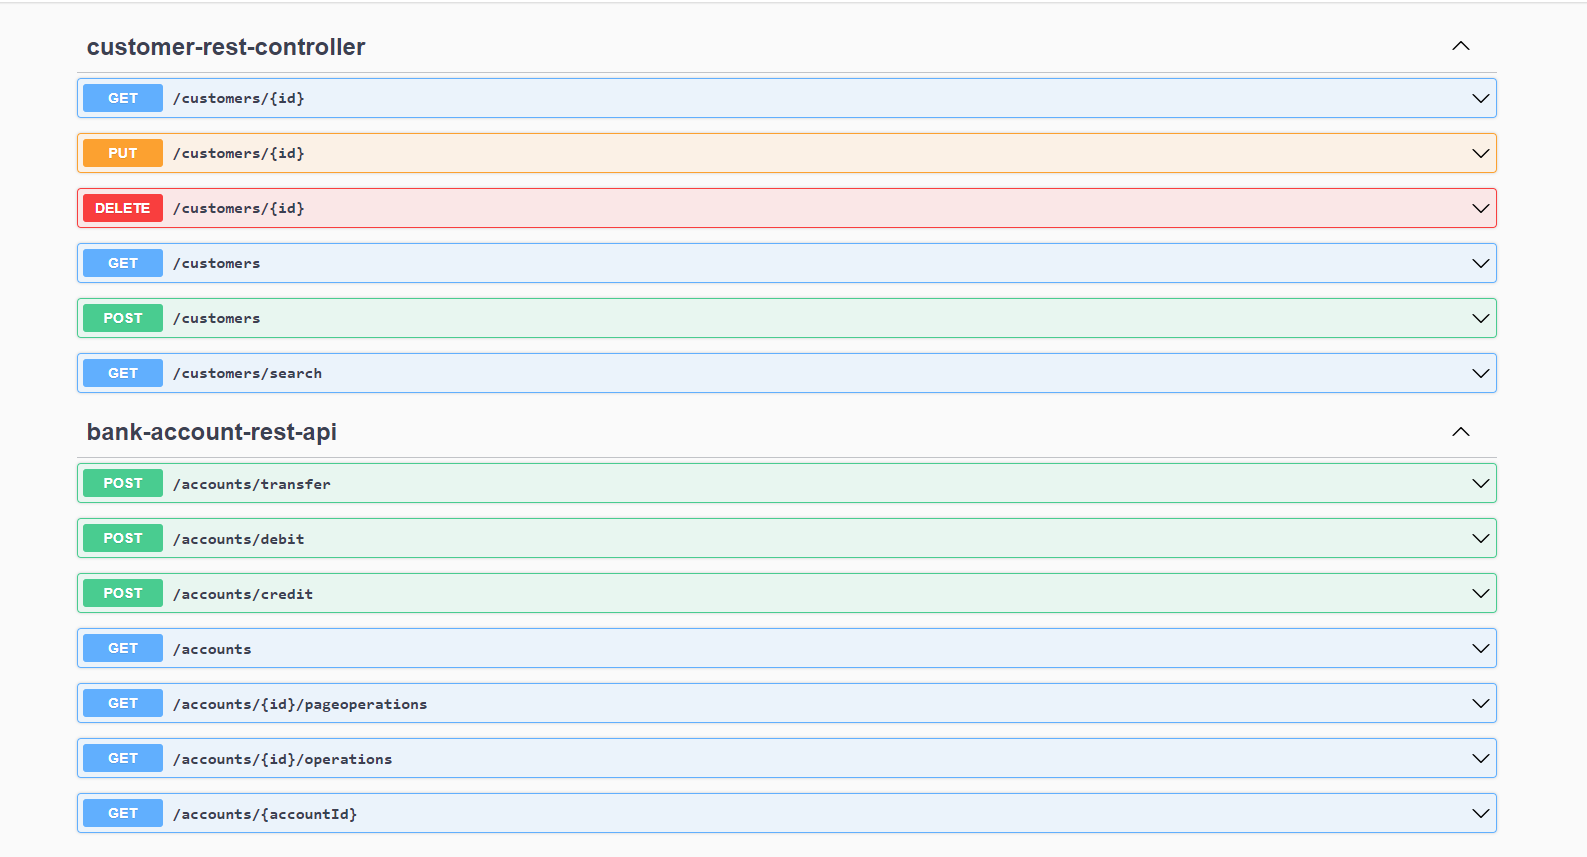 customer-rest-controller
GET /customers/{id}
PUT /customers/{id}
DELETE /customers/{id}
GET /customers
POST /customers
GET /customers/search
bank-account-rest-api
POST /accounts/transfer
POST /accounts/debit
POST /accounts/credit
GET /accounts
GET /accounts/{id}/pageoperations
GET /accounts/{id}/operations
GET /accounts/{accountId}